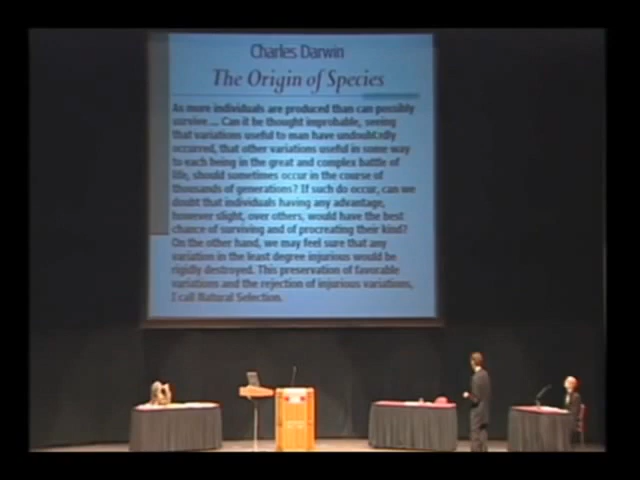 Charles Darwin
The Origin of Species
As more individuals are produced than can possibly
survive ... Can it be thought improbable, seeing
that variations useful to man have undoubtedly
occurred, that other variations useful in some way
to each being in the great and complex battle of
life, should sometimes occur in the course of
thousands of generations? If such do occur, can we
doubt that individuals having any advantage,
however slight, over others, would have the best
chance of surviving and of procreating their kind?
On the other hand, we may feel sure that any
variation in the least degree injurious would be
rigidly destroyed. This preservation of favorable
variations and the rejection of injurious variations,
I call Natural Selection.